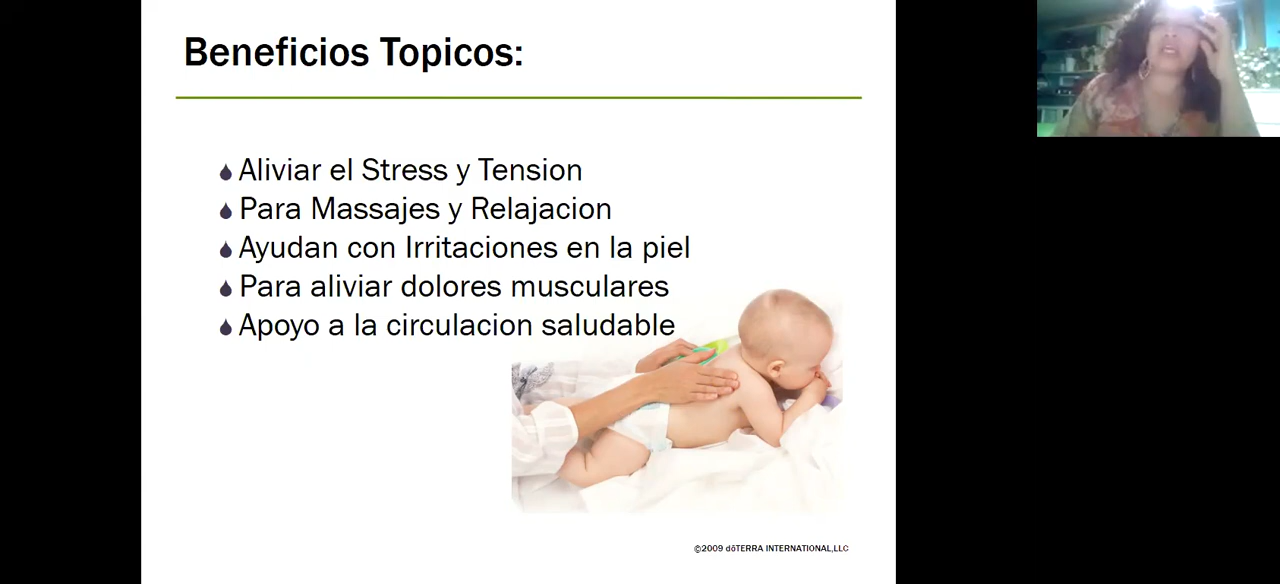 Beneficios Topicos:
Aliviar el Stress y Tension
Para Massajes y Relajacion
Ayudan con Irritaciones en la piel
Para aliviar dolores musculares
Apoyo a la circulacion saludable
©2009 dōTERRA INTERNATIONAL,LLC